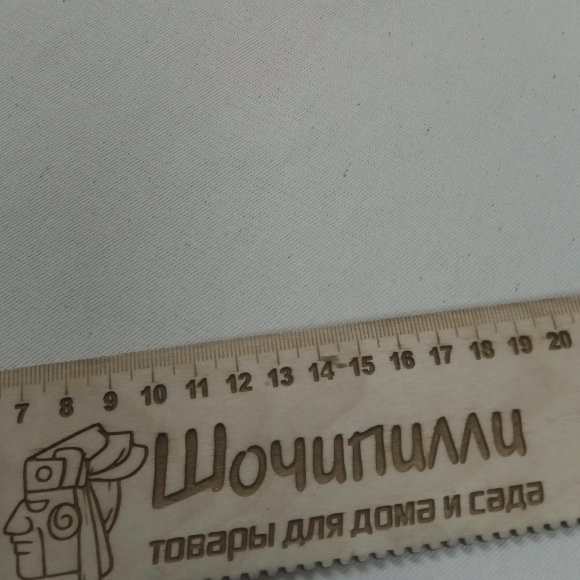 7 8 9 10 11 12 13 14 15 16 17 18 19 20
Шочипилли
товары для дома и сада